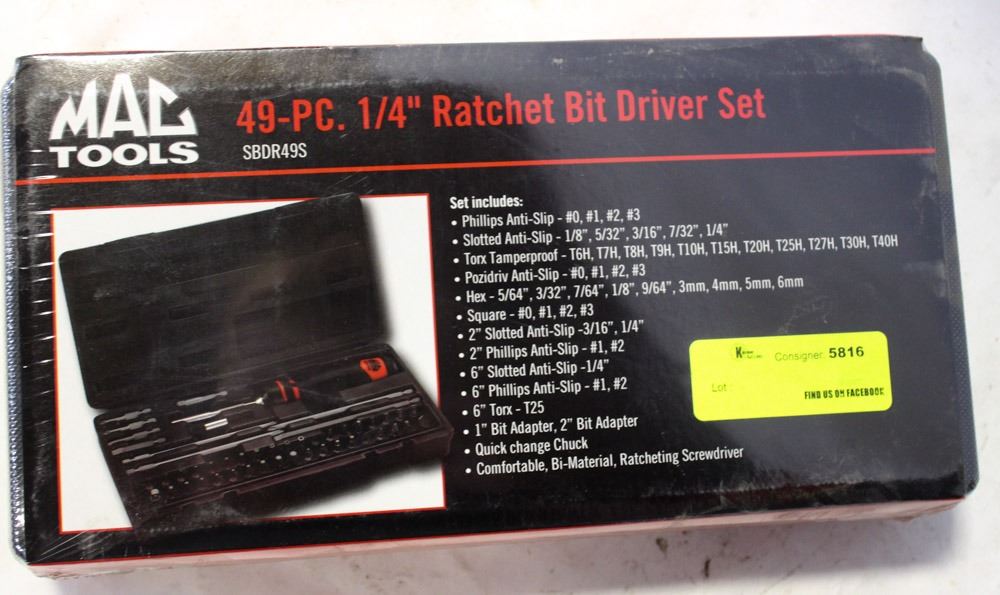 MAC
TOOLS
49-PC. 1/4" Ratchet Bit Driver Set
SBDR49S
Set includes:
• Phillips Anti-Slip - #0, #1, #2, #3
• Slotted Anti-Slip - 1/8", 5/32", 3/16", 7/32", 1/4"
• Torx Tamperproof - T6H, T7H, T8H, T9H, T10H, T15H, T20H, T25H, T27H, T30H, T40H
• Pozidriv Anti-Slip - #0, #1, #2, #3
• Hex - 5/64", 3/32", 7/64", 1/8", 9/64", 3mm, 4mm, 5mm, 6mm
• Square - #0, #1, #2, #3
• 2" Slotted Anti-Slip -3/16", 1/4"
• 2" Phillips Anti-Slip - #1, #2
• 6" Slotted Anti-Slip -1/4"
• 6" Phillips Anti-Slip - #1, #2
• 6" Torx - T25
• 1" Bit Adapter, 2" Bit Adapter
• Quick change Chuck
• Comfortable, Bi-Material, Ratcheting Screwdriver
Consigner 5816
Lot :
FIND US ON FACEBOOK